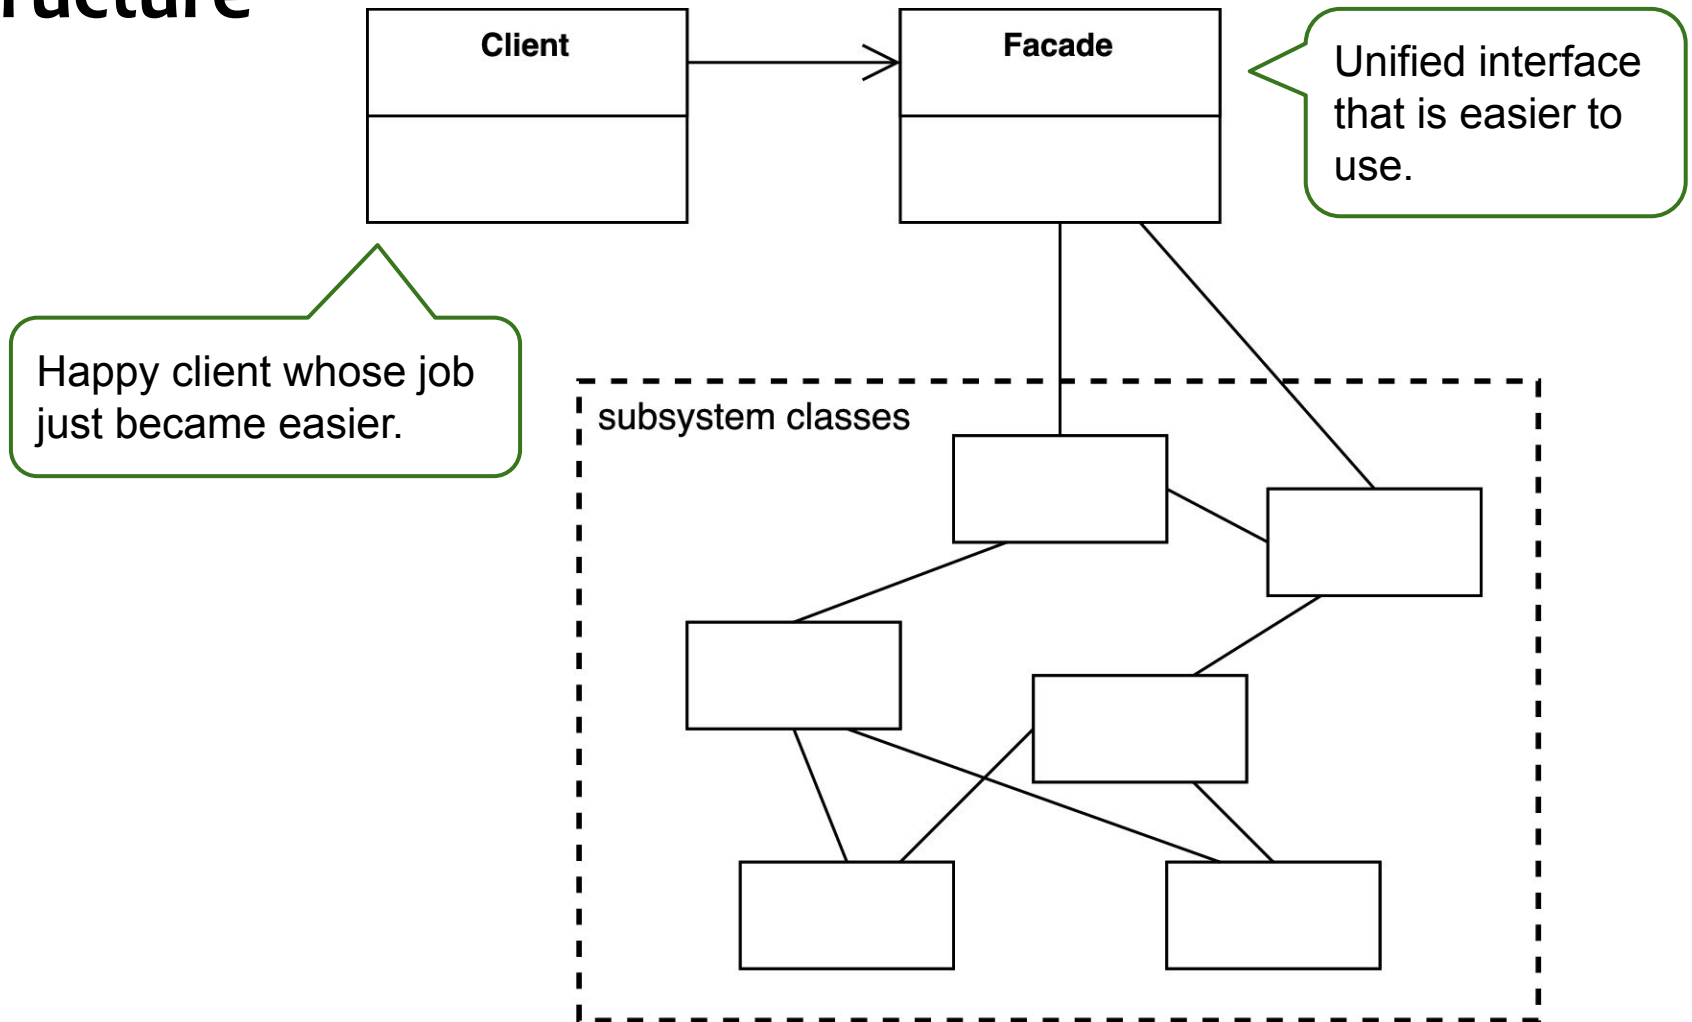 ructure
Client
Facade
Unified interface
that is easier to
use.
Happy client whose job
just became easier.
subsystem classes